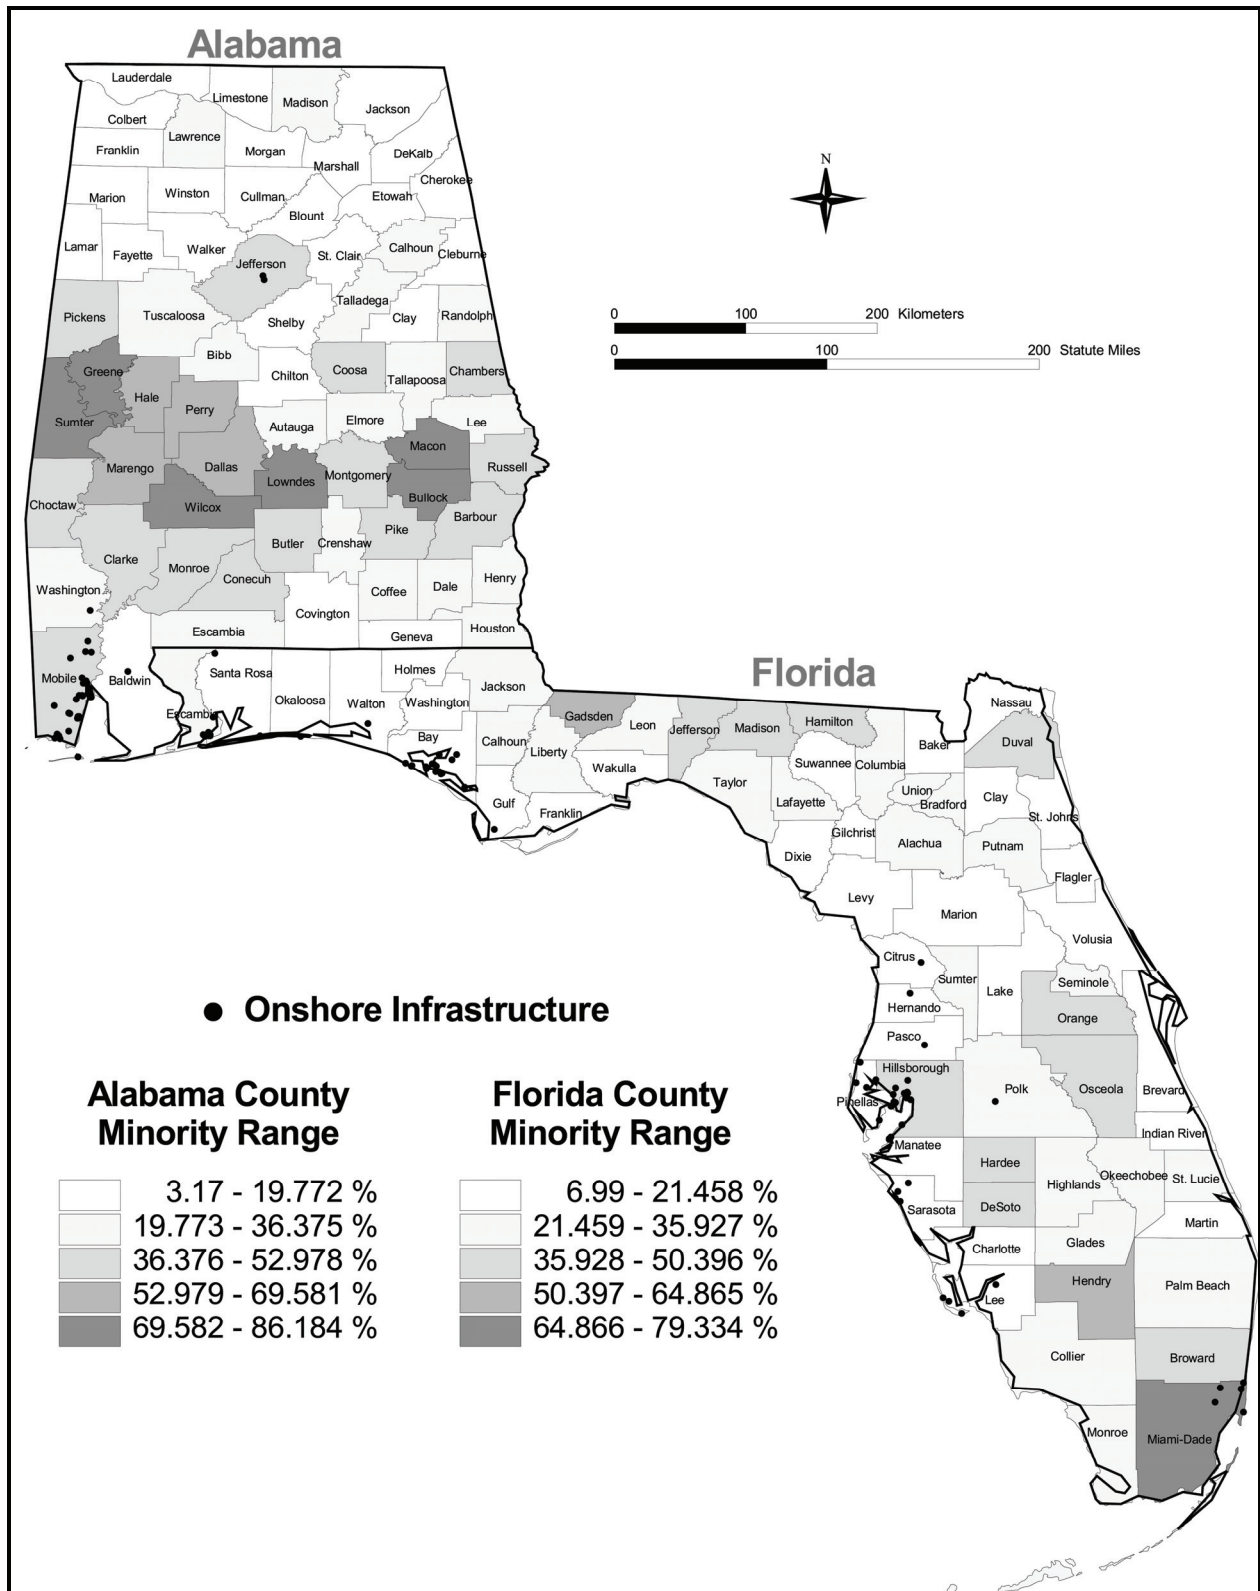 Alabama
Lauderdale
Limestone
Madison
Jackson
Colbert
Lawrence
Franklin
Morgan
Marshall
DeKalb
Cherokee
Marion
Winston
Cullman
Etowah
Blount
Lamar
Fayette
Walker
Jefferson
St. Clair
Calhoun
Cleburne
Pickens
Tuscaloosa
Shelby
Talladega
Clay
Randolph
Bibb
Greene
Hale
Perry
Chilton
Coosa
Tallapoosa
Chambers
Sumter
Autauga
Elmore
Lee
Macon
Marengo
Dallas
Lowndes
Montgomery
Russell
Choctaw
Wilcox
Bullock
Barbour
Clarke
Monroe
Butler
Crenshaw
Pike
Conecuh
Washington
Covington
Coffee
Dale
Henry
Escambia
Geneva
Houston
Mobile
Baldwin
N
0 100 200 Kilometers
0 100 200 Statute Miles
Florida
Escambia
Santa Rosa
Okaloosa
Walton
Holmes
Washington
Jackson
Bay
Calhoun
Gulf
Liberty
Gadsden
Leon
Wakulla
Franklin
Jefferson
Madison
Hamilton
Taylor
Suwannee
Lafayette
Columbia
Baker
Nassau
Duval
Union
Bradford
Clay
St. Johns
Dixie
Gilchrist
Alachua
Putnam
Flagler
Levy
Marion
Volusia
Citrus
Sumter
Lake
Seminole
Hernando
Orange
Pasco
Hillsborough
Pinellas
Polk
Osceola
Brevard
Indian River
Manatee
Hardee
Highlands
Okeechobee
St. Lucie
Sarasota
DeSoto
Martin
Charlotte
Glades
Lee
Hendry
Palm Beach
Collier
Broward
Monroe
Miami-Dade
Onshore Infrastructure
Alabama County
Minority Range
3.17 - 19.772 %
19.773 - 36.375 %
36.376 - 52.978 %
52.979 - 69.581 %
69.582 - 86.184 %
Florida County
Minority Range
6.99 - 21.458 %
21.459 - 35.927 %
35.928 - 50.396 %
50.397 - 64.865 %
64.866 - 79.334 %